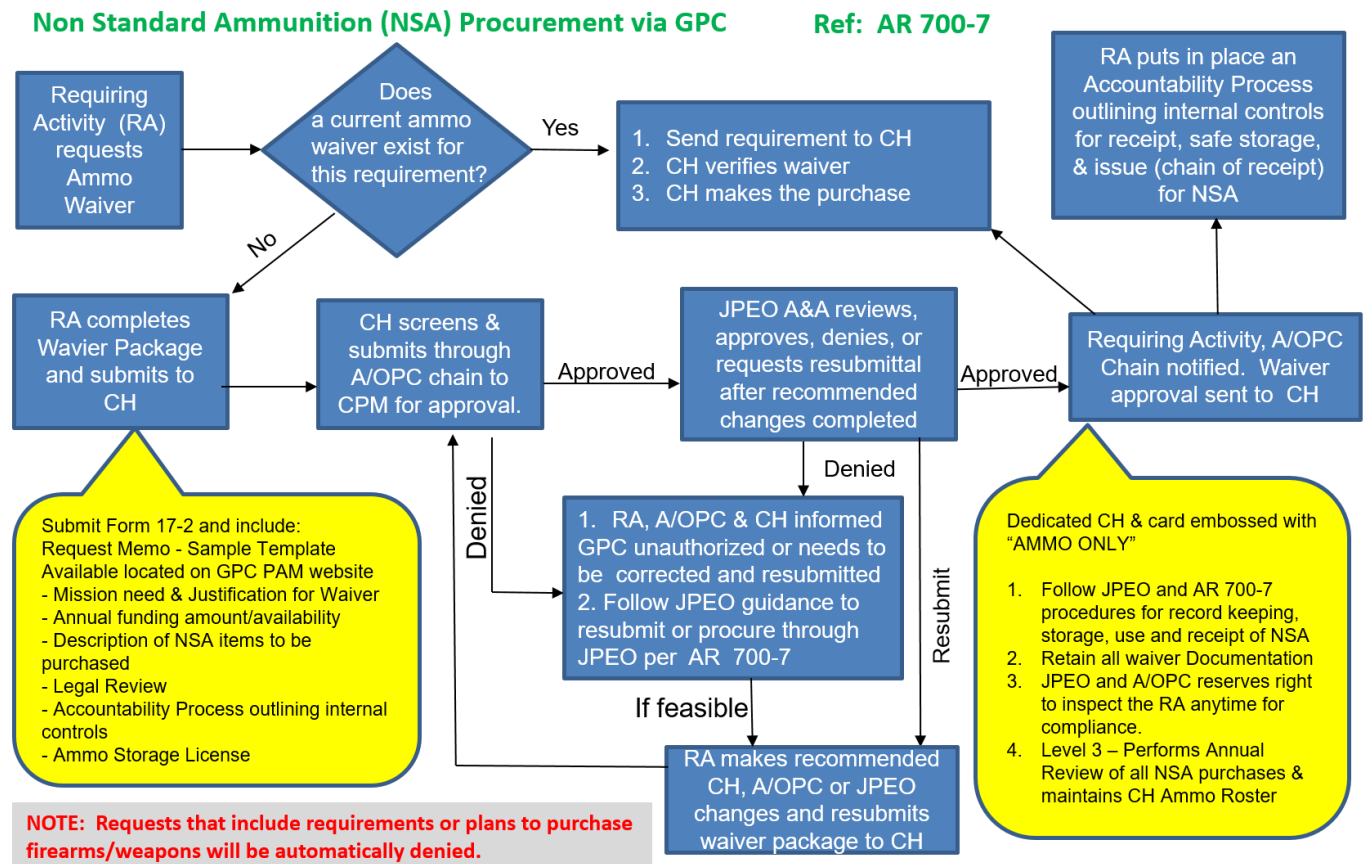 Non Standard Ammunition (NSA) Procurement via GPC
Ref: AR 700-7
Requiring
Activity (RA)
requests
Ammo
Waiver
Does
a current ammo
waiver exist for
this requirement?
Yes
No
1. Send requirement to CH
2. CH verifies waiver
3. CH makes the purchase
RA puts in place an
Accountability Process
outlining internal controls
for receipt, safe storage,
& issue (chain of receipt)
for NSA
RA completes
Wavier Package
and submits to
CH
CH screens &
submits through
A/OPC chain to
CPM for approval.
Approved
JPEO A&A reviews,
approves, denies, or
requests resubmittal
after recommended
changes completed
Approved
Requiring Activity, A/OPC
Chain notified. Waiver
approval sent to CH
Denied
Denied
Resubmit
1. RA, A/OPC & CH informed
GPC unauthorized or needs to
be corrected and resubmitted
2. Follow JPEO guidance to
resubmit or procure through
JPEO per AR 700-7
If feasible
RA makes recommended
CH, A/OPC or JPEO
changes and resubmits
waiver package to CH
Submit Form 17-2 and include:
Request Memo - Sample Template
Available located on GPC PAM website
- Mission need & Justification for Waiver
- Annual funding amount/availability
- Description of NSA items to be
purchased
- Legal Review
- Accountability Process outlining internal
controls
- Ammo Storage License
Dedicated CH & card embossed with
“AMMO ONLY”
1. Follow JPEO and AR 700-7
procedures for record keeping,
storage, use and receipt of NSA
2. Retain all waiver Documentation
3. JPEO and A/OPC reserves right
to inspect the RA anytime for
compliance.
4. Level 3 – Performs Annual
Review of all NSA purchases &
maintains CH Ammo Roster
NOTE: Requests that include requirements or plans to purchase
firearms/weapons will be automatically denied.